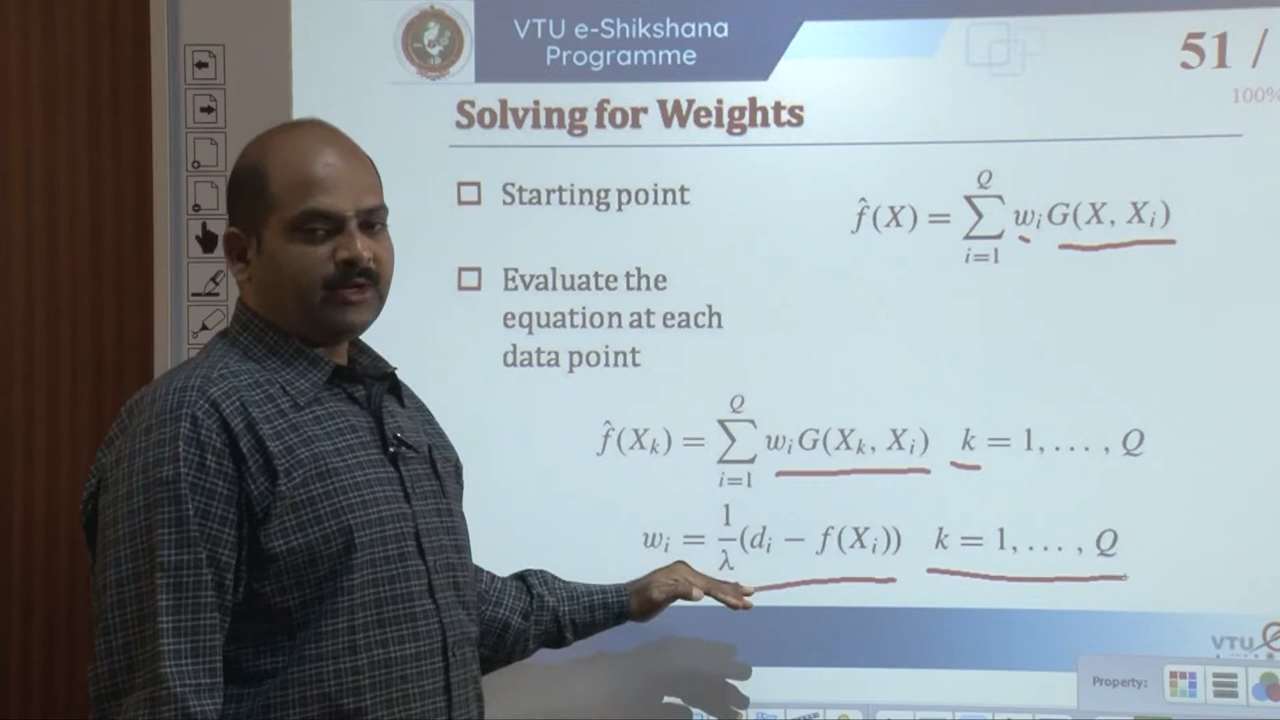 VTU e-Shikshana
Programme
51 /
100%
Solving for Weights
Starting point
f̂(X) = ∑_{i=1}^{Q} w_i G(X, X_i)
Evaluate the
equation at each
data point
f̂(X_k) = ∑_{i=1}^{Q} w_i G(X_k, X_i) k = 1, . . . , Q
w_i = 1/λ (d_i − f(X_i)) k = 1, . . . , Q
VTU
Property: